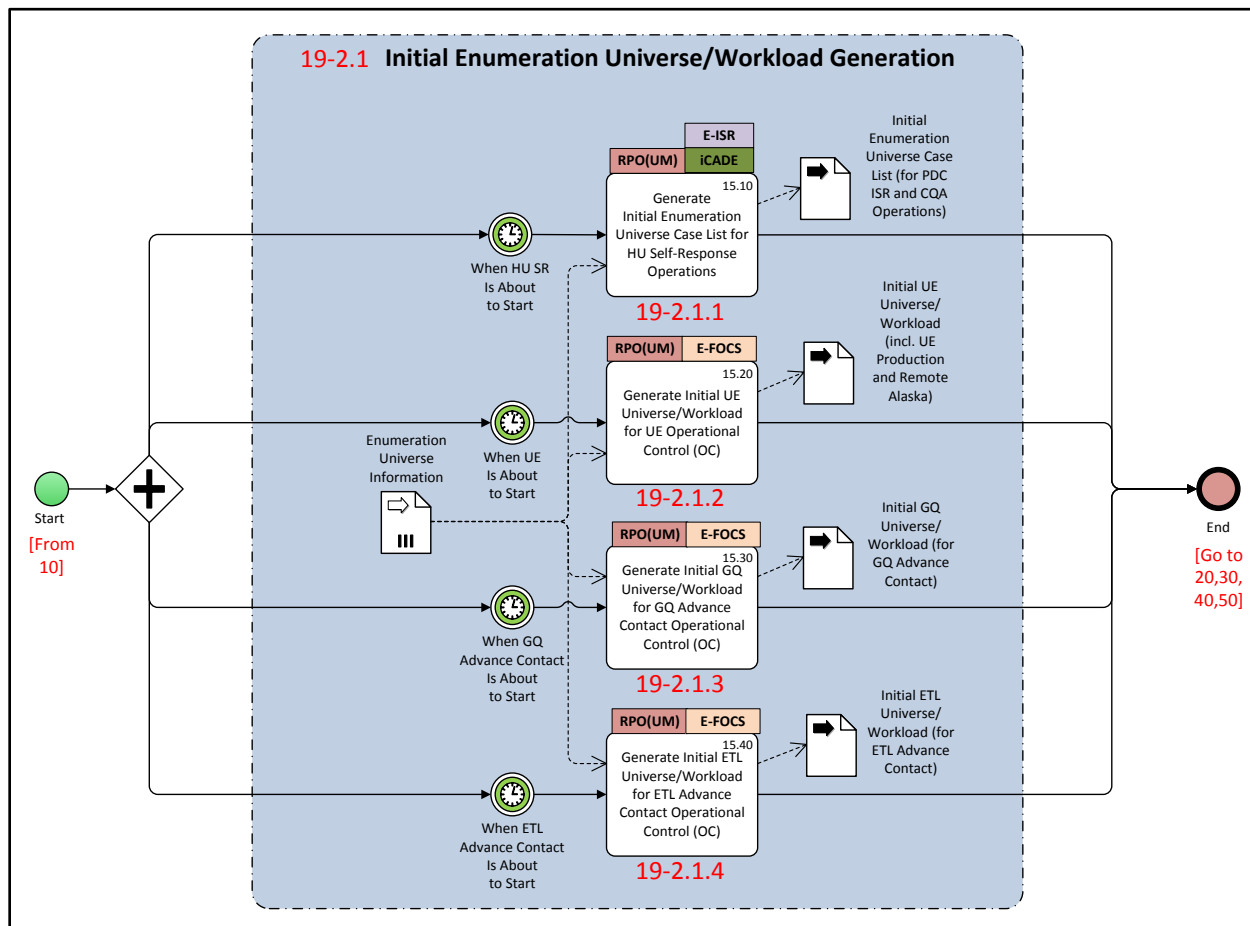 19-2.1 Initial Enumeration Universe/Workload Generation
E-ISR
RPO(UM) iCADE
15.10
Generate
Initial Enumeration
Universe Case List for
HU Self-Response
Operations
19-2.1.1
Initial
Enumeration
Universe Case
List (for PDC
ISR and CQA
Operations)
When HU SR
Is About
to Start
RPO(UM) E-FOCS
15.20
Generate Initial UE
Universe/Workload
for UE Operational
Control (OC)
19-2.1.2
Initial UE
Universe/
Workload
(incl. UE
Production
and Remote
Alaska)
When UE
Is About
to Start
Enumeration
Universe
Information
Start
[From
10]
RPO(UM) E-FOCS
15.30
Generate Initial GQ
Universe/Workload
for GQ Advance
Contact Operational
Control (OC)
19-2.1.3
Initial GQ
Universe/
Workload (for
GQ Advance
Contact)
When GQ
Advance Contact
Is About
to Start
End
[Go to
20,30,
40,50]
RPO(UM) E-FOCS
15.40
Generate Initial ETL
Universe/Workload
for ETL Advance
Contact Operational
Control (OC)
19-2.1.4
Initial ETL
Universe/
Workload (for
ETL Advance
Contact)
When ETL
Advance Contact
Is About
to Start